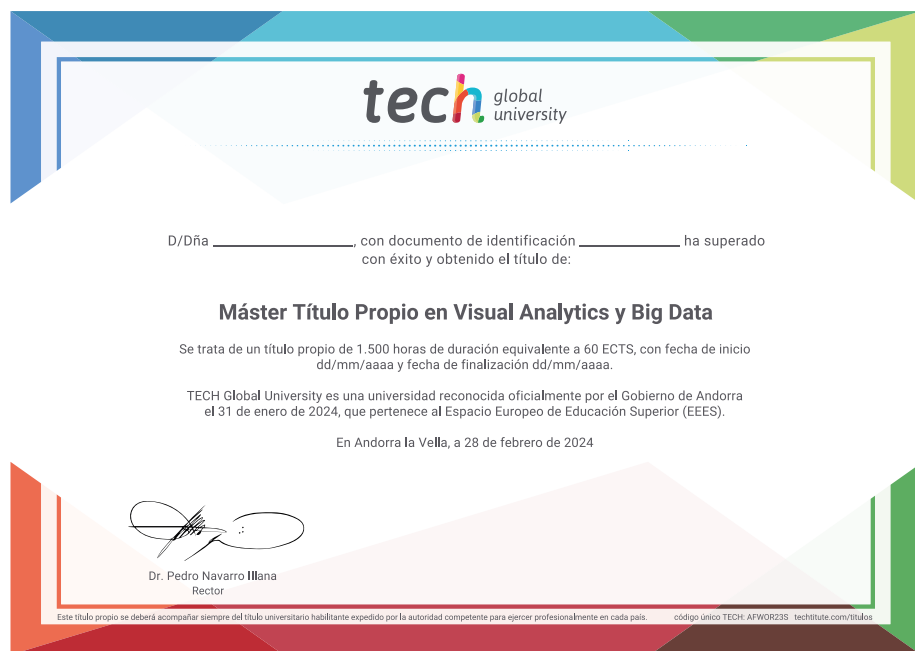 tech global university
D/Dña ____________________, con documento de identificación ______________ ha superado
con éxito y obtenido el título de:
Máster Título Propio en Visual Analytics y Big Data
Se trata de un título propio de 1.500 horas de duración equivalente a 60 ECTS, con fecha de inicio
dd/mm/aaaa y fecha de finalización dd/mm/aaaa.
TECH Global University es una universidad reconocida oficialmente por el Gobierno de Andorra
el 31 de enero de 2024, que pertenece al Espacio Europeo de Educación Superior (EEES).
En Andorra la Vella, a 28 de febrero de 2024
Dr. Pedro Navarro Illana
Rector
Este título propio se deberá acompañar siempre del título universitario habilitante expedido por la autoridad competente para ejercer profesionalmente en cada país. código único TECH: AFWOR23S techtitute.com/titulos